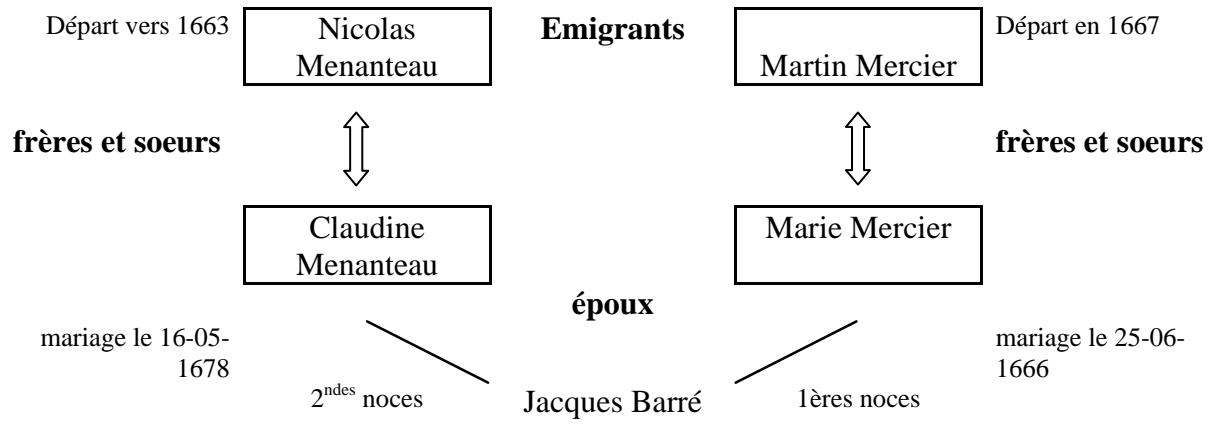 Départ vers 1663
Nicolas
Menanteau
Emigrants
Martin Mercier
Départ en 1667
frères et soeurs
frères et soeurs
Claudine
Menanteau
Marie Mercier
époux
mariage le 16-05-
1678
mariage le 25-06-
1666
2ndes noces
Jacques Barré
1ères noces